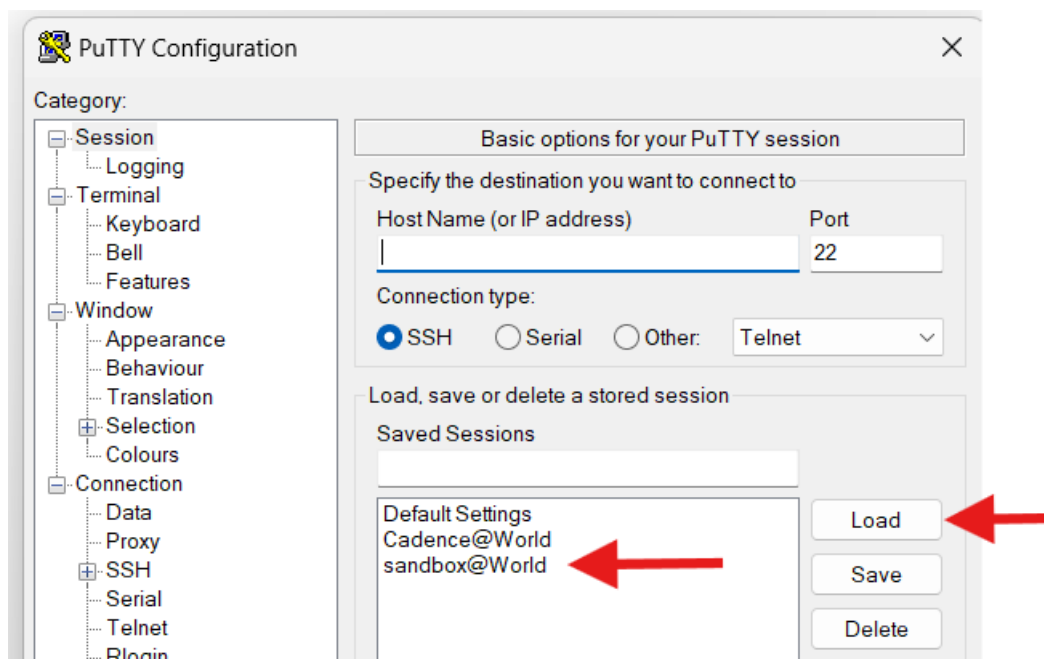 PuTTY Configuration
Category:
Session
Logging
Terminal
Keyboard
Bell
Features
Window
Appearance
Behaviour
Translation
Selection
Colours
Connection
Data
Proxy
SSH
Serial
Telnet
Rlogin
Basic options for your PuTTY session
Specify the destination you want to connect to
Host Name (or IP address) Port
22
Connection type:
SSH Serial Other: Telnet
Load, save or delete a stored session
Saved Sessions
Default Settings
Cadence@World
sandbox@World
Load
Save
Delete